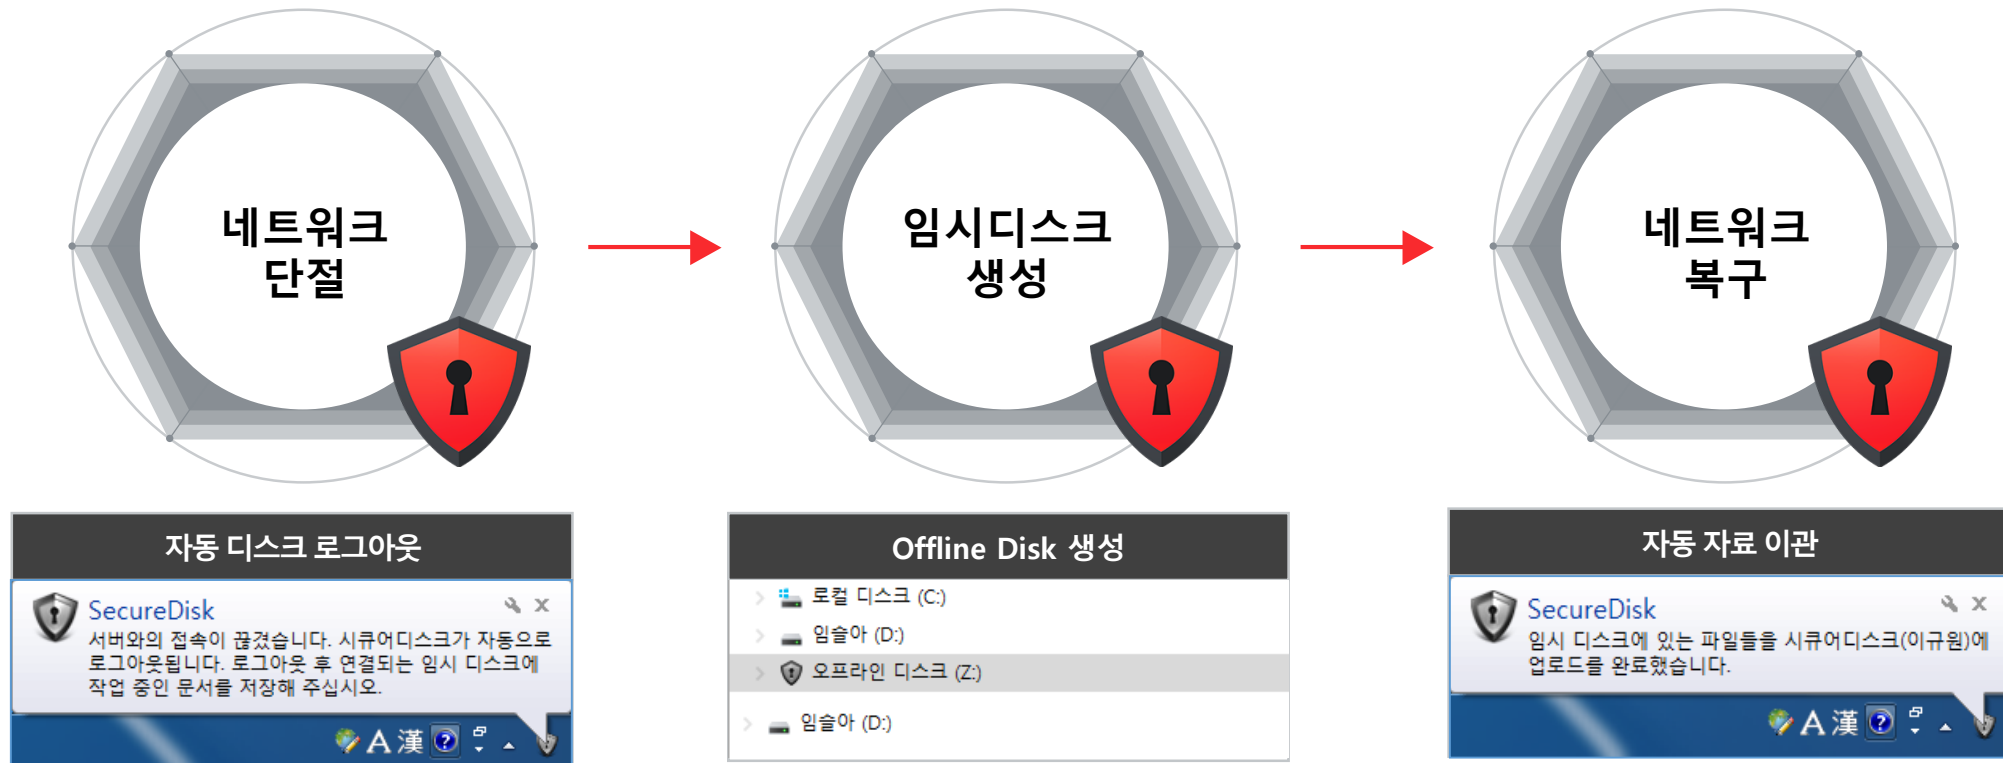 네트워크
단절
임시디스크
생성
네트워크
복구
자동 디스크 로그아웃
SecureDisk
서버와의 접속이 끊겼습니다. 시큐어디스크가 자동으로
로그아웃됩니다. 로그아웃 후 연결되는 임시 디스크에
작업 중인 문서를 저장해 주십시오.
A 漢 ?
Offline Disk 생성
로컬 디스크 (C:)
임슬아 (D:)
오프라인 디스크 (Z:)
임슬아 (D:)
자동 자료 이관
SecureDisk
임시 디스크에 있는 파일들을 시큐어디스크(이규원)에
업로드를 완료했습니다.
A 漢 ?